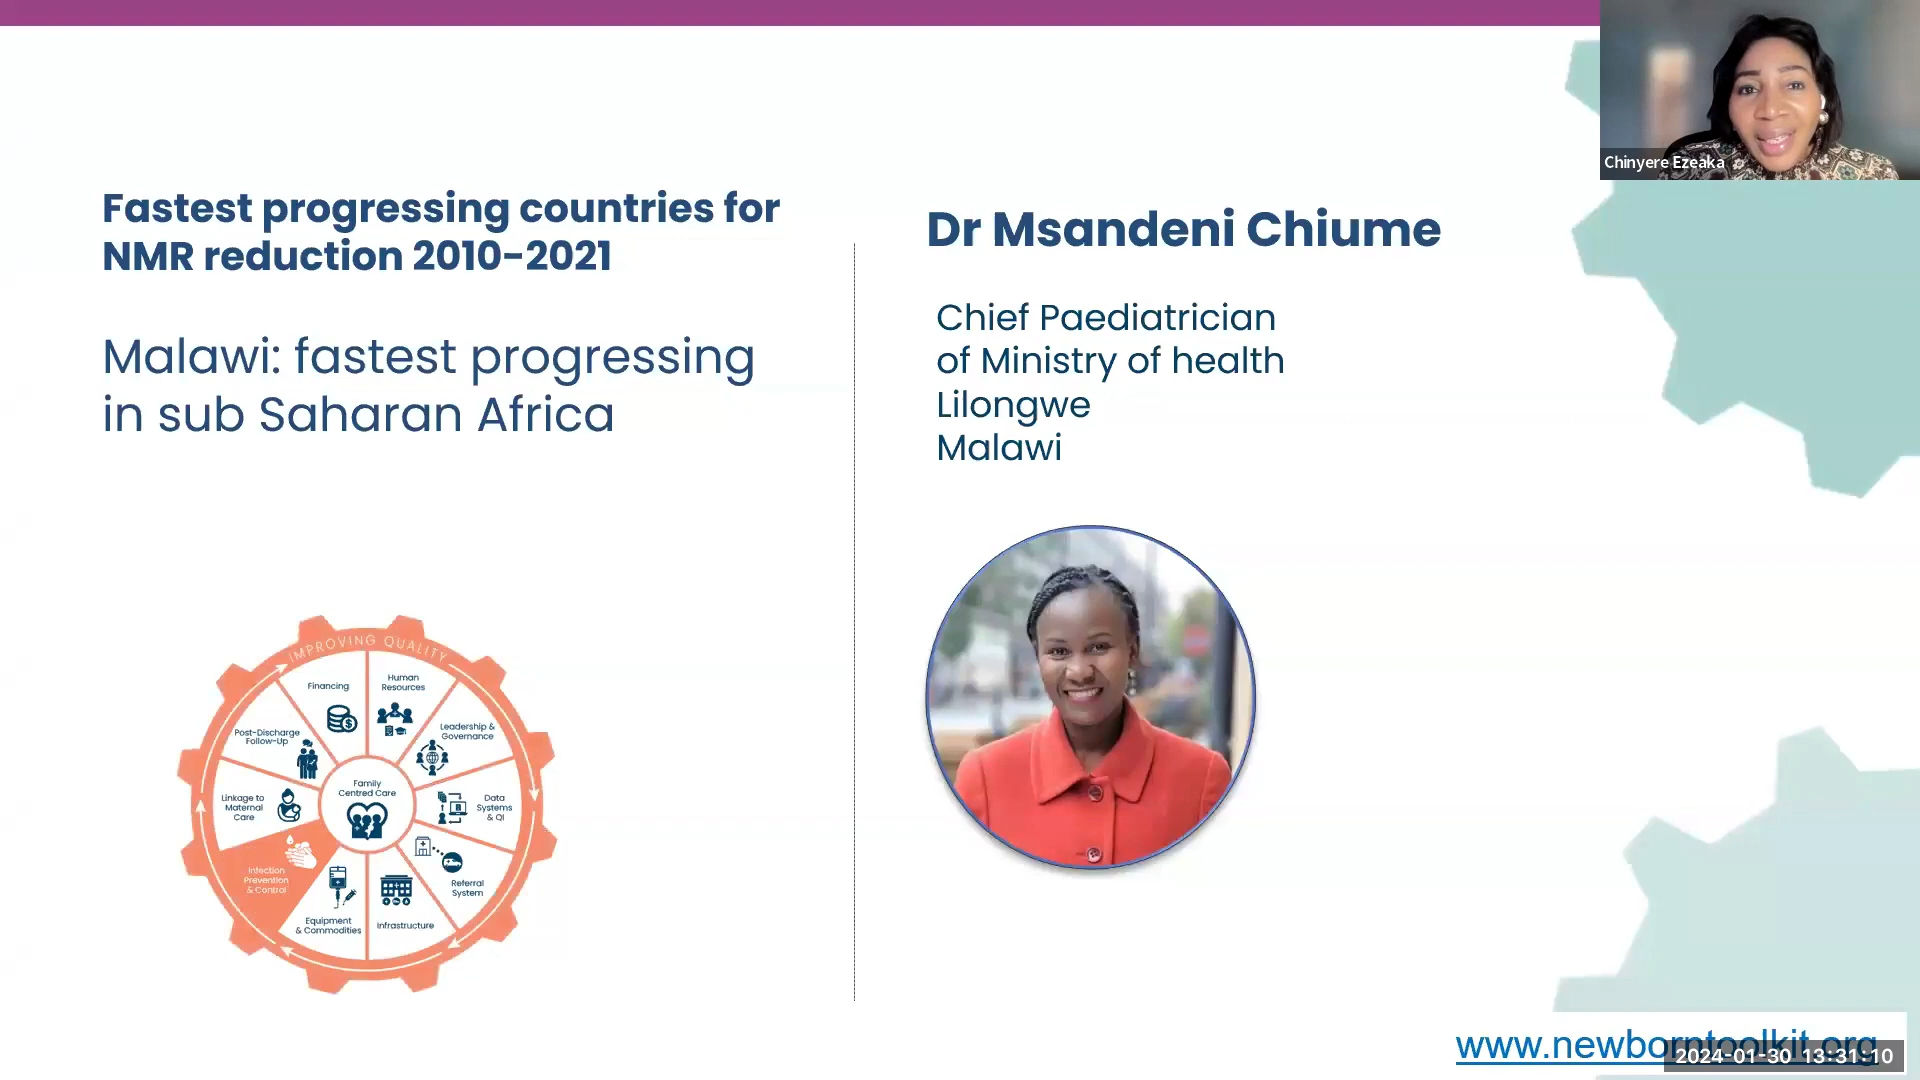 Chinyere Ezeaka
Fastest progressing countries for
NMR reduction 2010-2021
Malawi: fastest progressing
in sub Saharan Africa
Dr Msandeni Chiume
Chief Paediatrician
of Ministry of health
Lilongwe
Malawi
IMPROVING QUALITY
Financing
Human
Resources
Leadership &
Governance
Data
Systems
& QI
Referral
System
Infrastructure
Equipment
& Commodities
Infection
Prevention
& Control
Linkage to
Maternal
Care
Post-Discharge
Follow-Up
Family
Centred Care
www.newborntoolkit.org
2024-01-30 13:31:10